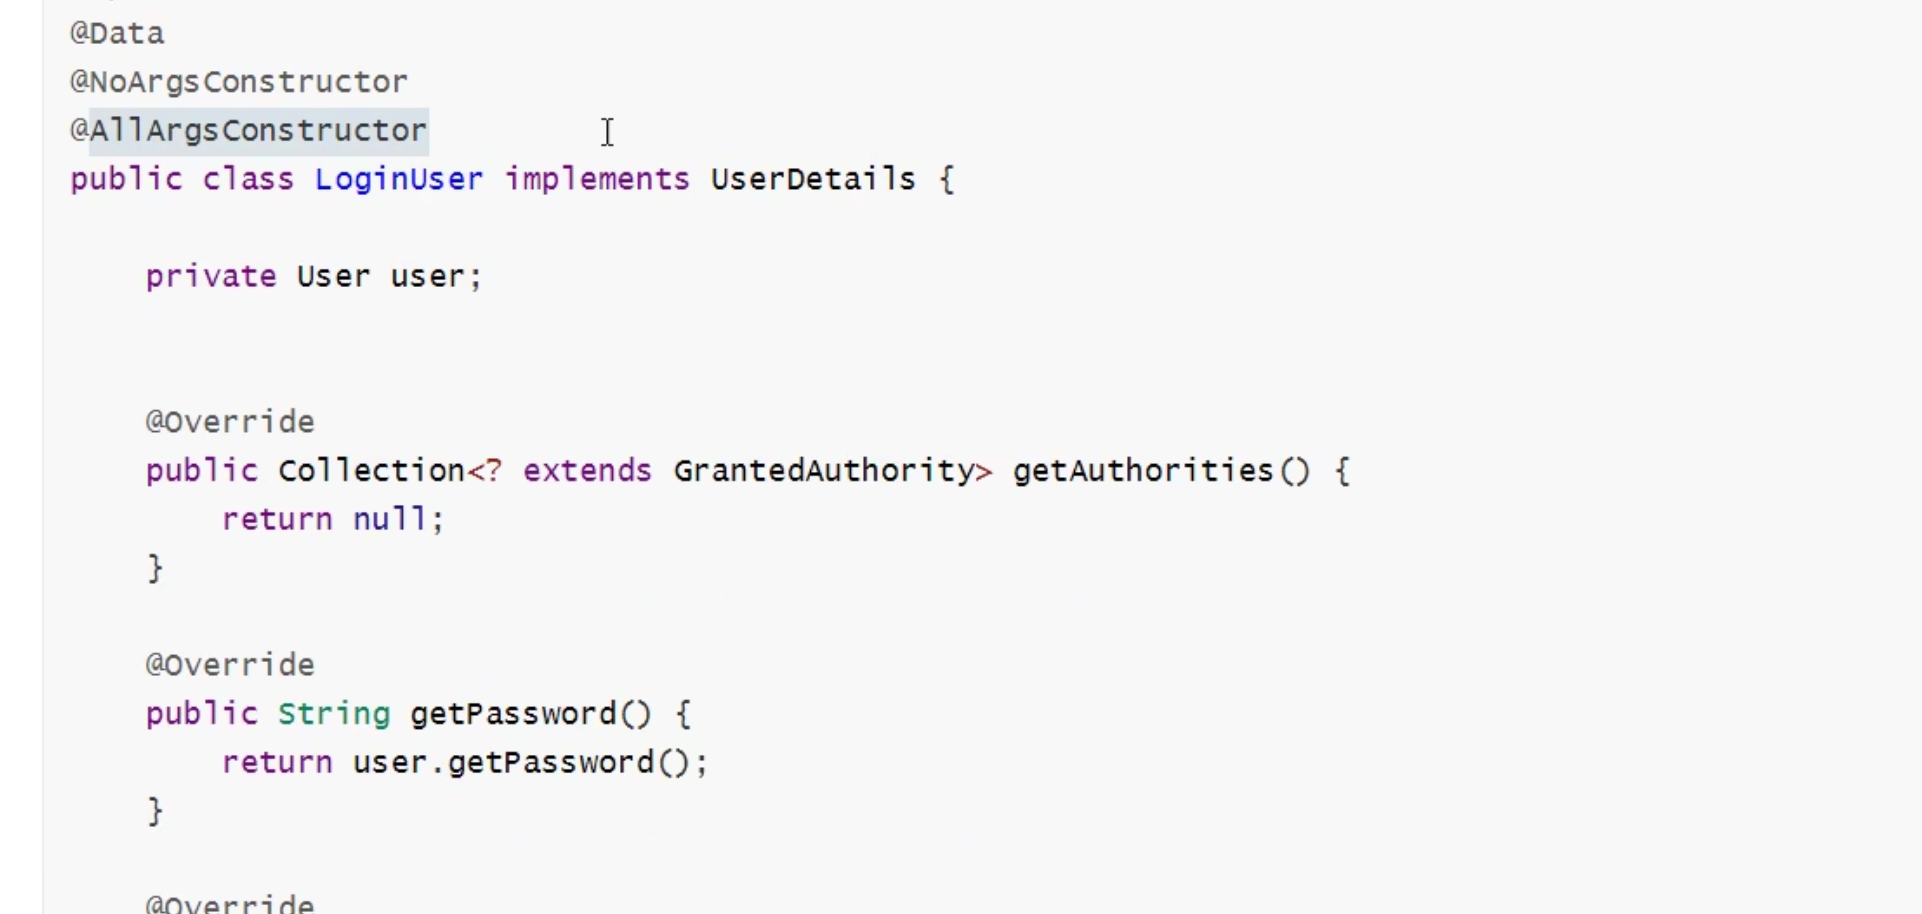 @Data
@NoArgsConstructor
@AllArgsConstructor
public class LoginUser implements UserDetails {
private User user;
@Override
public Collection<? extends GrantedAuthority> getAuthorities() {
return null;
}
@Override
public String getPassword() {
return user.getPassword();
}
@Override